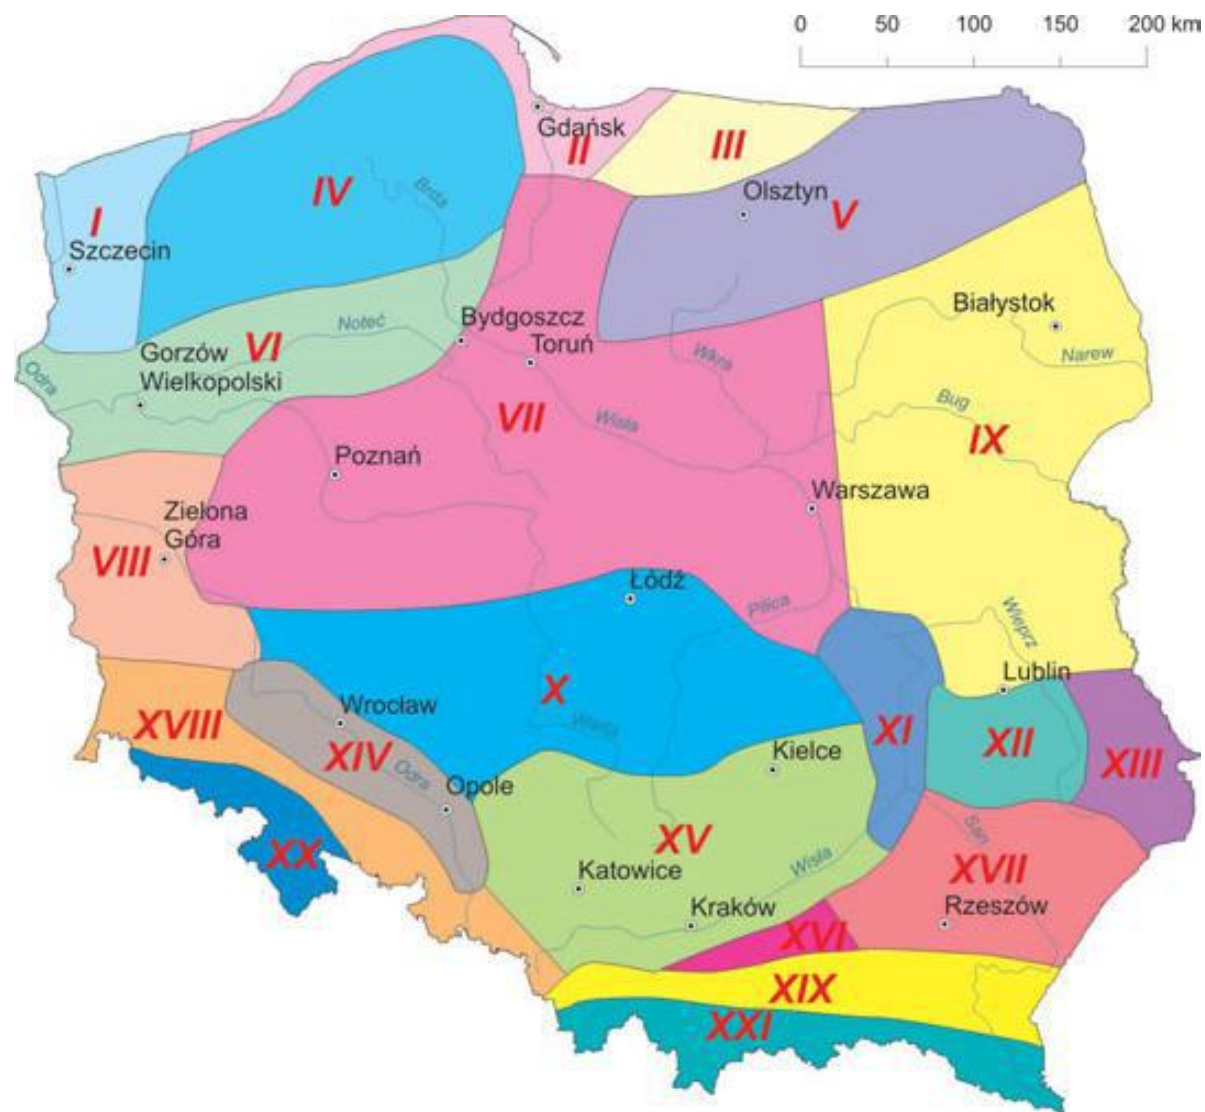 0 50 100 150 200 km
Gdańsk
II
III
IV
Brda
Olsztyn
V
I
Szczecin
Białystok
Narew
Bydgoszcz
Toruń
Noteć
VI
Gorzów
Wielkopolski
Odra
Wkra
Bug
VII
Wisła
IX
Poznań
Warszawa
Zielona
Góra
VIII
Łódź
Pilica
Wieprz
Lublin
X
Wrocław
XVIII
Warta
XI
XII
XIII
XIV
Odra
Kielce
Opole
XX
XV
San
Wisła
XVII
Katowice
Kraków
Rzeszów
XVI
XIX
XXI